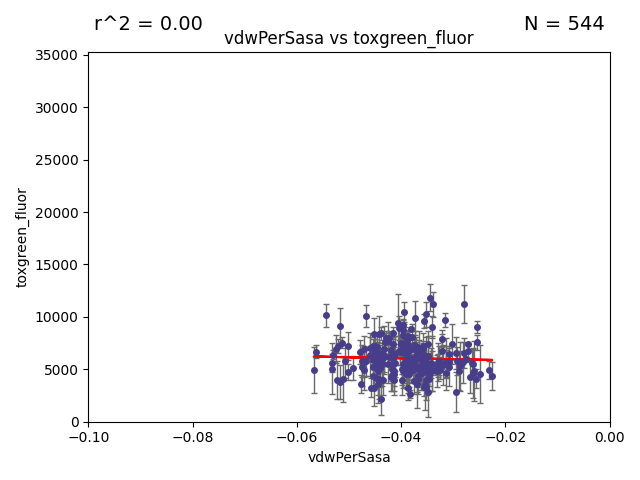 r^2 = 0.00
N = 544
vdwPerSasa vs toxgreen_fluor
35000
30000
25000
20000
15000
10000
5000
0
toxgreen_fluor
−0.10
−0.08
−0.06
−0.04
−0.02
0.00
vdwPerSasa